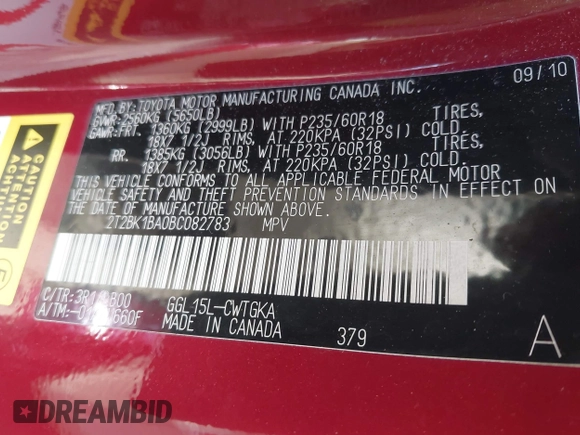 MFD.BY:TOYOTA MOTOR MANUFACTURING CANADA INC. 09/10
GVWR:2560KG (5650LB)
GAWR:FRT. 1360KG (2999LB) WITH P235/60R18 TIRES,
18X7 1/2J RIMS, AT 220KPA (32PSI) COLD.
RR. 1385KG (3056LB) WITH P235/60R18 TIRES,
18X7 1/2J RIMS, AT 220KPA (32PSI) COLD.
THIS VEHICLE CONFORMS TO ALL APPLICABLE FEDERAL MOTOR
VEHICLE SAFETY AND THEFT PREVENTION STANDARDS IN EFFECT ON
THE DATE OF MANUFACTURE SHOWN ABOVE.
2T2BK1BA0BC082783 MPV
C/TR:
A/TM:
GGL15L-CWTGKA
MADE IN CANADA 379
A
CAUTION
ATTENTION
DREAMBID